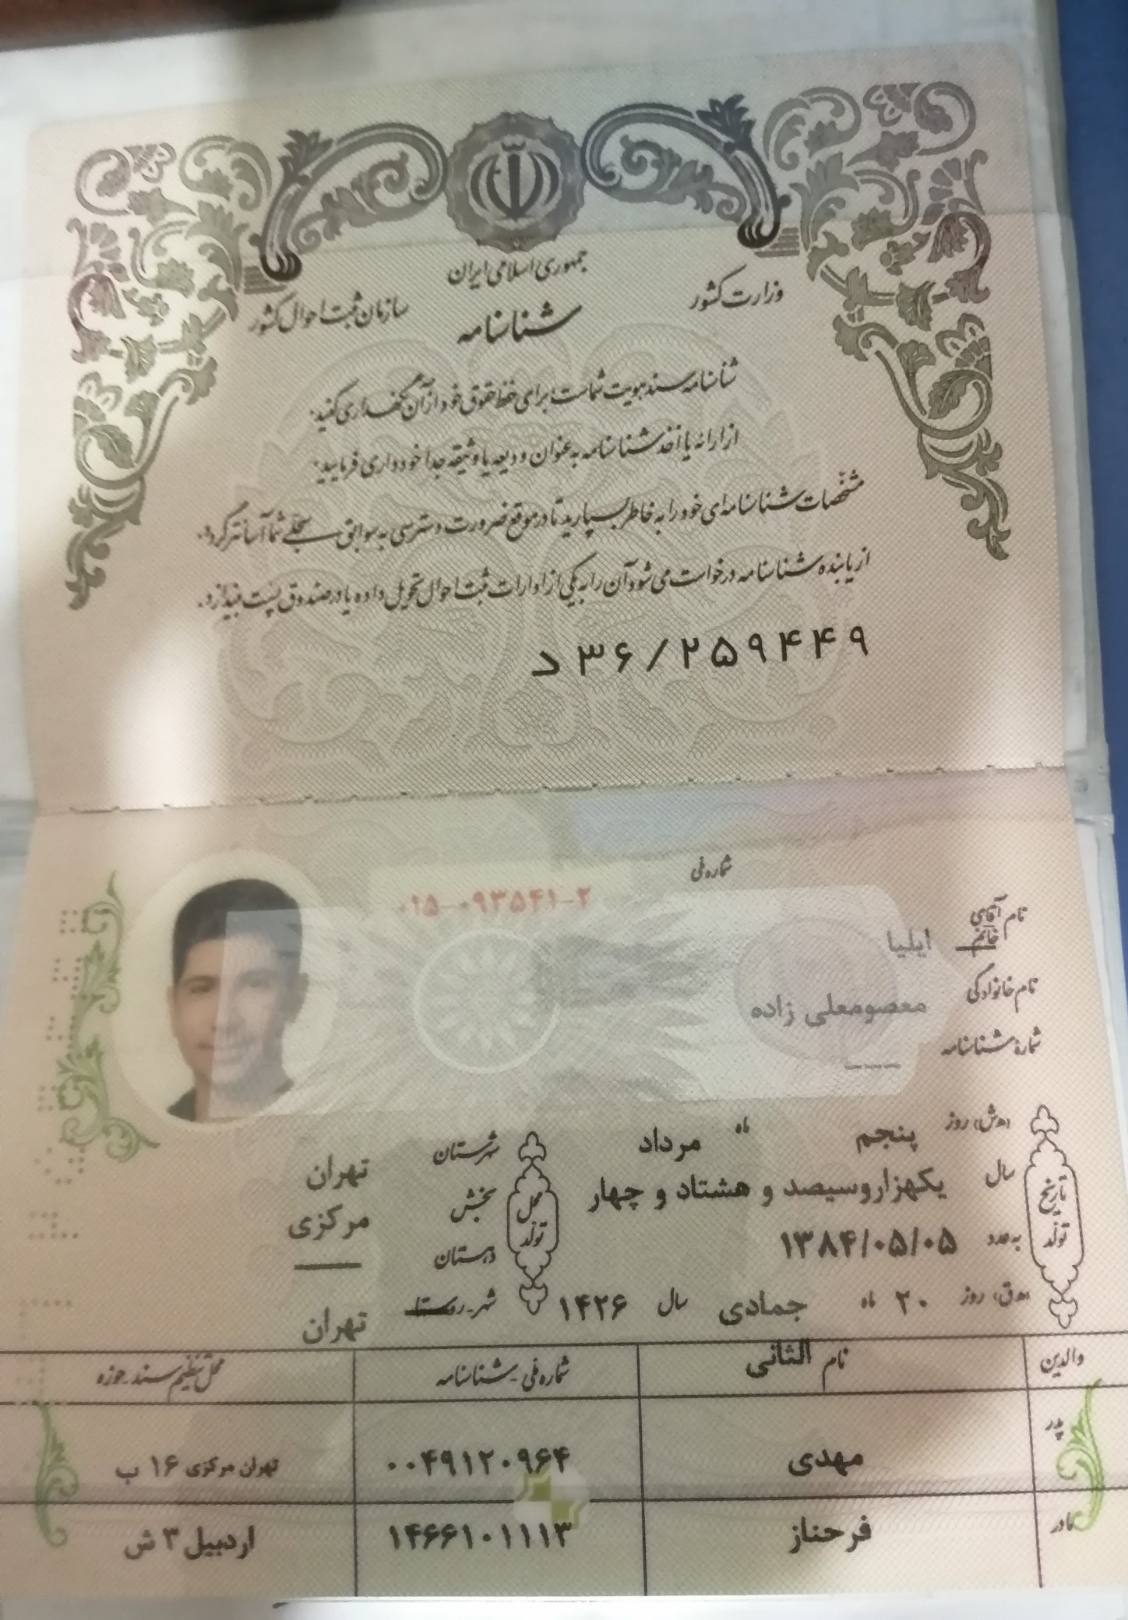 جمهوری اسلامی ایران
وزارت کشور
سازمان ثبت احوال کشور
شناسنامه
شناسنامه سند هویت شماست برای حفظ حقوق خود از آن نگهداری کنید.
از ارائه یا اخذ شناسنامه به عنوان ودیعه یا وثیقه جدا خودداری فرمایید.
مشخصات شناسنامه‌ای خود را به خاطر بسپارید تا در موقع ضرورت دسترسی به سوابق سجلی شما آسانتر گردد.
از یابنده شناسنامه درخواست می‌شود آن را به یکی از ادارات ثبت احوال تحویل داده یا در صندوق پست بیندازد.
د ۳۶/۲۵۹۴۴۹
شماره ملی
۰۱۵-۰۹۳۵۴۱-۲
نام آقای خانم ایلیا
نام خانوادگی معصومعلی زاده
شماره شناسنامه
تاریخ تولد
(ه‍.ش) روز پنجم ماه مرداد
سال یکهزار و سیصد و هشتاد و چهار
به عدد ۱۳۸۴/۰۵/۰۵
(ه‍.ق) روز ۲۰ ماه جمادی الثانی سال ۱۴۲۶
محل تولد
شهرستان تهران
بخش مرکزی
دهستان
شهر-روستا تهران
والدین نام شماره ملی-شناسنامه محل تنظیم سند-حوزه
پدر مهدی ۰۰۴۹۱۲۰۹۶۴ تهران مرکزی ۱۶ ب
مادر فرحناز ۱۴۶۶۱۰۱۱۱۳ اردبیل ۳ ش